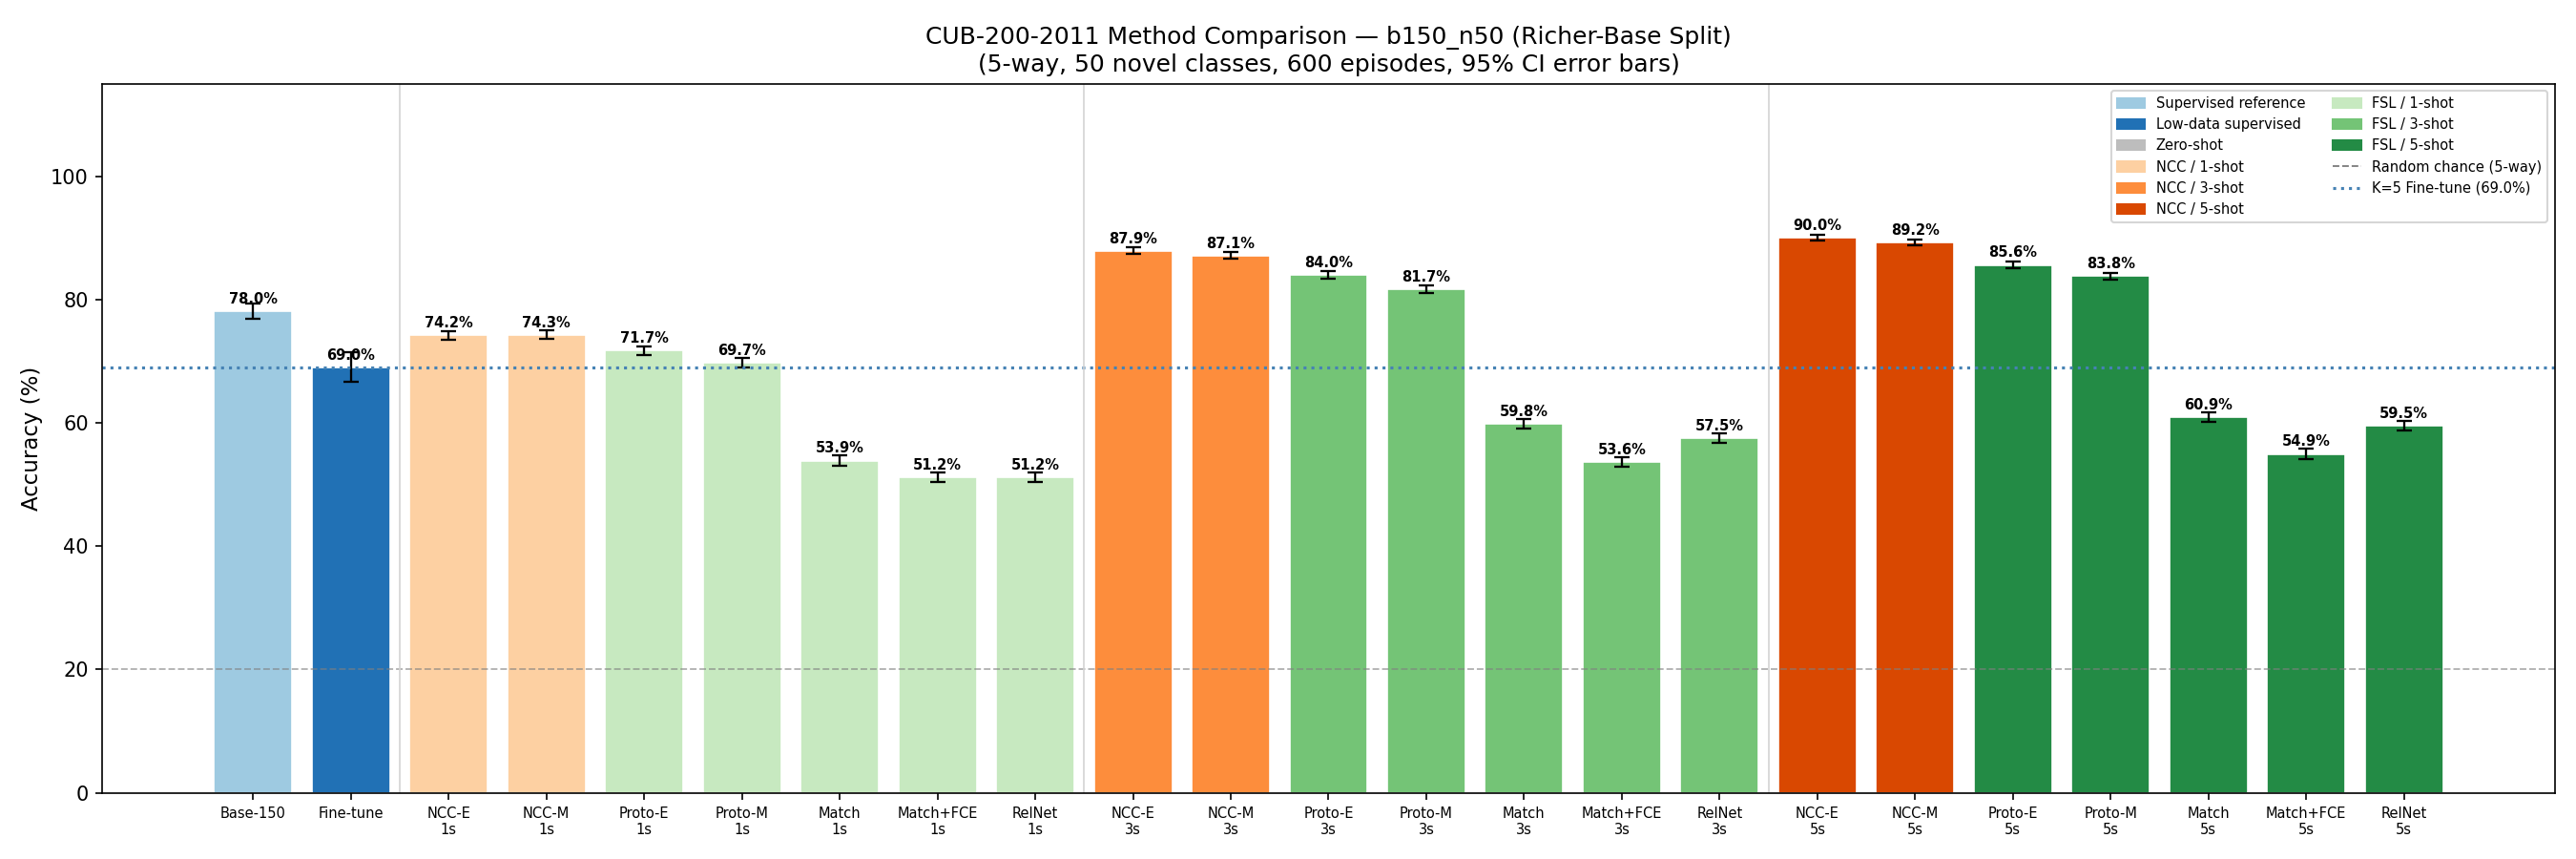 CUB-200-2011 Method Comparison — b150_n50 (Richer-Base Split)
(5-way, 50 novel classes, 600 episodes, 95% CI error bars)
Supervised reference
Low-data supervised
Zero-shot
NCC / 1-shot
NCC / 3-shot
NCC / 5-shot
FSL / 1-shot
FSL / 3-shot
FSL / 5-shot
Random chance (5-way)
K=5 Fine-tune (69.0%)
Accuracy (%)
100
80
60
40
20
0
78.0%
69.0%
74.2%
74.3%
71.7%
69.7%
53.9%
51.2%
51.2%
87.9%
87.1%
84.0%
81.7%
59.8%
53.6%
57.5%
90.0%
89.2%
85.6%
83.8%
60.9%
54.9%
59.5%
Base-150
Fine-tune
NCC-E
1s
NCC-M
1s
Proto-E
1s
Proto-M
1s
Match
1s
Match+FCE
1s
RelNet
1s
NCC-E
3s
NCC-M
3s
Proto-E
3s
Proto-M
3s
Match
3s
Match+FCE
3s
RelNet
3s
NCC-E
5s
NCC-M
5s
Proto-E
5s
Proto-M
5s
Match
5s
Match+FCE
5s
RelNet
5s